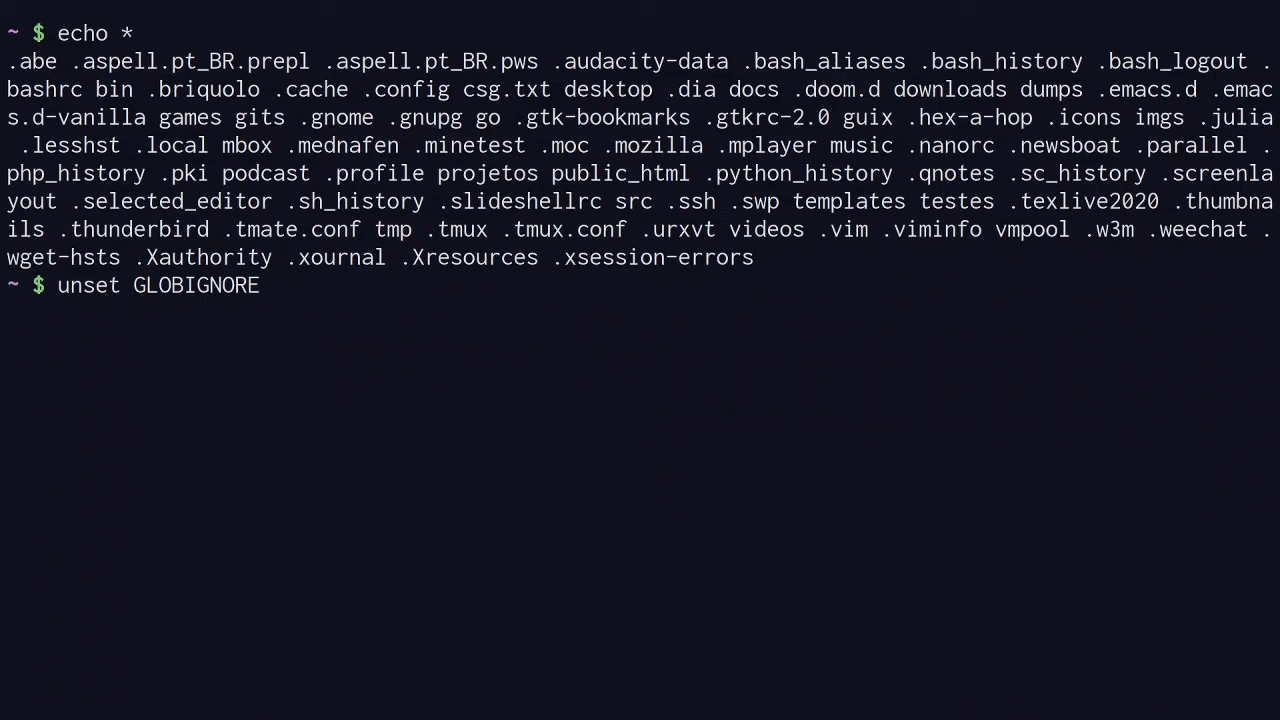 ~ $ echo *
.abe .aspell.pt_BR.prepl .aspell.pt_BR.pws .audacity-data .bash_aliases .bash_history .bash_logout .
bashrc bin .briquolo .cache .config csg.txt desktop .dia docs .doom.d downloads dumps .emacs.d .emac
s.d-vanilla games gits .gnome .gnupg go .gtk-bookmarks .gtkrc-2.0 guix .hex-a-hop .icons imgs .julia
 .lesshst .local mbox .mednafen .minetest .moc .mozilla .mplayer music .nanorc .newsboat .parallel .
php_history .pki podcast .profile projetos public_html .python_history .qnotes .sc_history .screenla
yout .selected_editor .sh_history .slideshellrc src .ssh .swp templates testes .texlive2020 .thumbna
ils .thunderbird .tmate.conf tmp .tmux .tmux.conf .urxvt videos .vim .viminfo vmpool .w3m .weechat .
wget-hsts .Xauthority .xournal .Xresources .xsession-errors
~ $ unset GLOBIGNORE